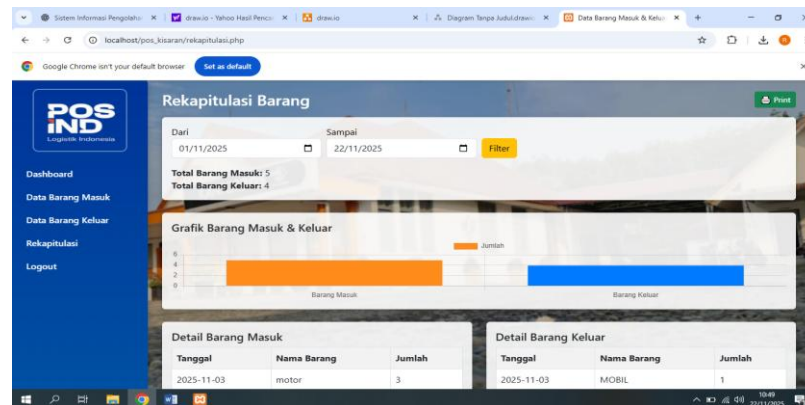 Sistem Informasi Pengolaha
draw.io - Yahoo Hasil Pencar
draw.io
Diagram Tanpa Judul.drawi
Data Barang Masuk & Kelua
localhost/pos_kisaran/rekapitulasi.php
Google Chrome isn't your default browser
Set as default
POS
IND
Logistik Indonesia
Dashboard
Data Barang Masuk
Data Barang Keluar
Rekapitulasi
Logout
Rekapitulasi Barang
Print
Dari
Sampai
01/11/2025
22/11/2025
Filter
Total Barang Masuk: 5
Total Barang Keluar: 4
Grafik Barang Masuk & Keluar
Jumlah
6
4
2
0
Barang Masuk
Barang Keluar
Detail Barang Masuk
Tanggal Nama Barang Jumlah
2025-11-03 motor 3
Detail Barang Keluar
Tanggal Nama Barang Jumlah
2025-11-03 MOBIL 1
10:49
22/11/2025